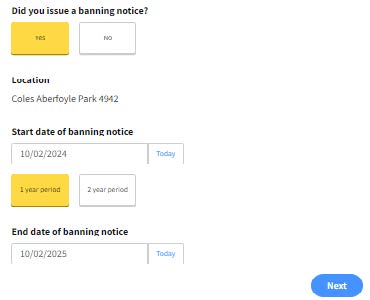 Did you issue a banning notice?
YES NO
Location
Coles Aberfoyle Park 4942
Start date of banning notice
10/02/2024 Today
1 year period 2 year period
End date of banning notice
10/02/2025 Today
Next